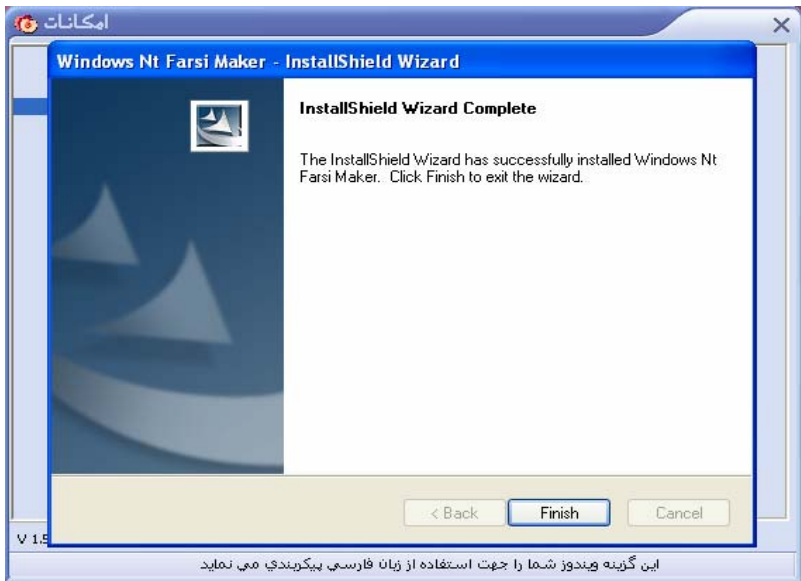 امکانات
Windows Nt Farsi Maker - InstallShield Wizard
InstallShield Wizard Complete
The InstallShield Wizard has successfully installed Windows Nt
Farsi Maker. Click Finish to exit the wizard.
< Back
Finish
Cancel
V 1.5
این گزینه ویندوز شما را جهت استفاده از زبان فارسي پیکربندي مي نماید